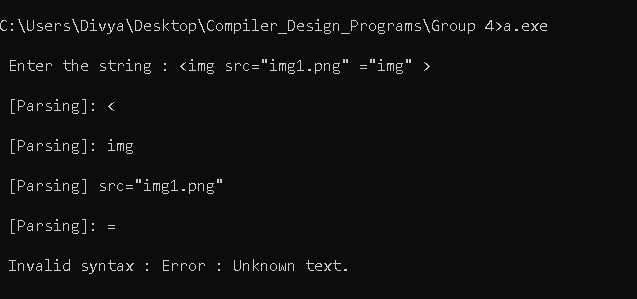 C:\Users\Divya\Desktop\Compiler_Design_Programs\Group 4>a.exe
Enter the string : <img src="img1.png" ="img" >
[Parsing]: <
[Parsing]: img
[Parsing] src="img1.png"
[Parsing]: =
Invalid syntax : Error : Unknown text.